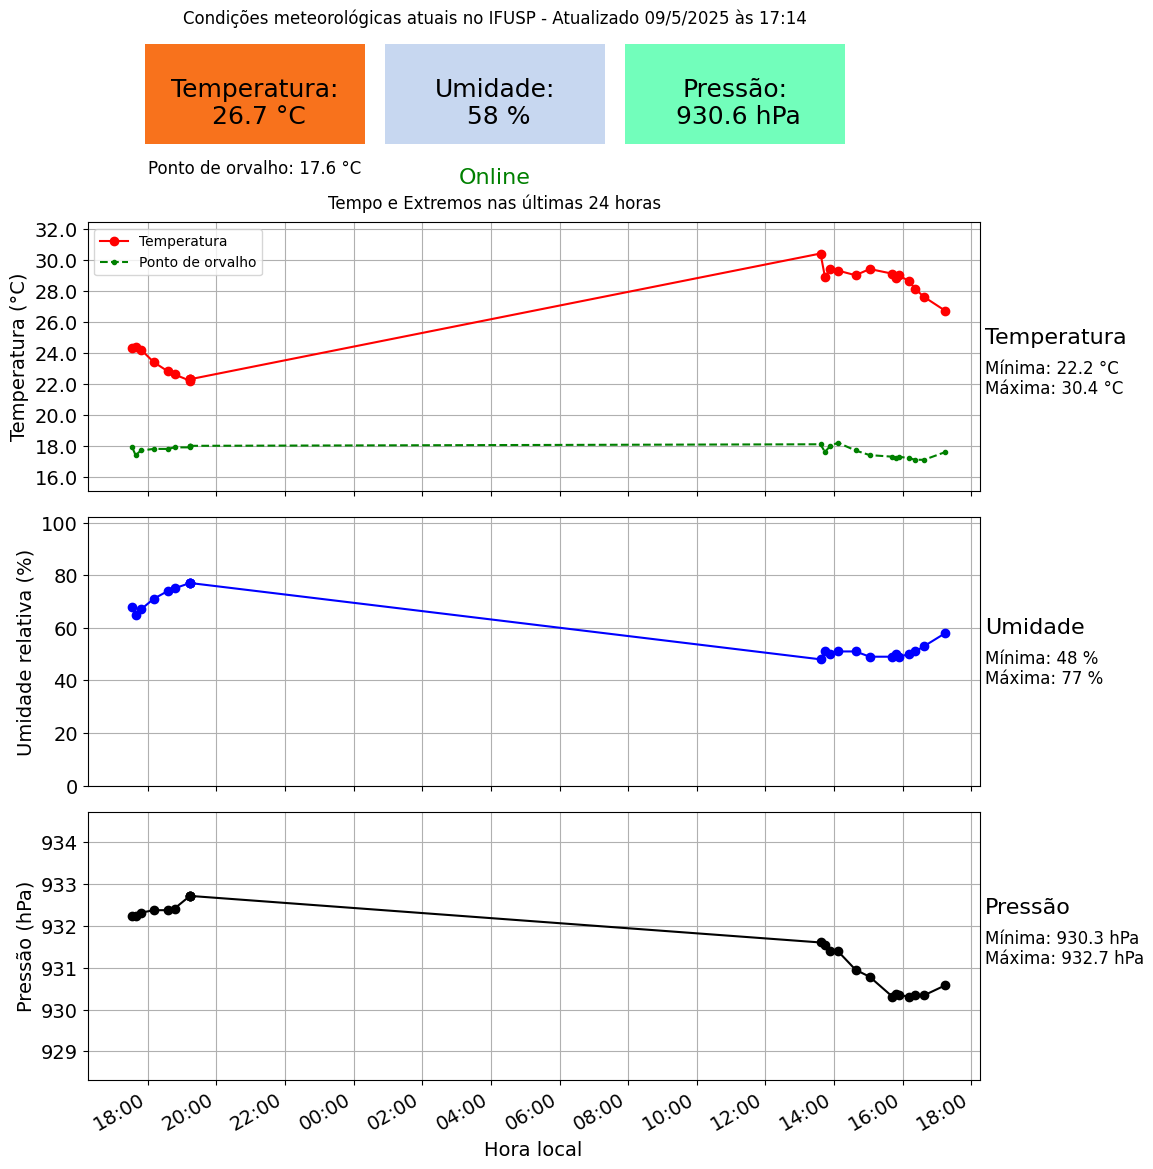 Condições meteorológicas atuais no IFUSP - Atualizado 09/5/2025 às 17:14
Temperatura:
26.7 °C
Umidade:
58 %
Pressão:
930.6 hPa
Ponto de orvalho: 17.6 °C
Online
Tempo e Extremos nas últimas 24 horas
Temperatura (°C)
32.0
30.0
28.0
26.0
24.0
22.0
20.0
18.0
16.0
Temperatura
Ponto de orvalho
Temperatura
Mínima: 22.2 °C
Máxima: 30.4 °C
Umidade relativa (%)
100
80
60
40
20
0
Umidade
Mínima: 48 %
Máxima: 77 %
Pressão (hPa)
934
933
932
931
930
929
Pressão
Mínima: 930.3 hPa
Máxima: 932.7 hPa
18:00 20:00 22:00 00:00 02:00 04:00 06:00 08:00 10:00 12:00 14:00 16:00 18:00
Hora local